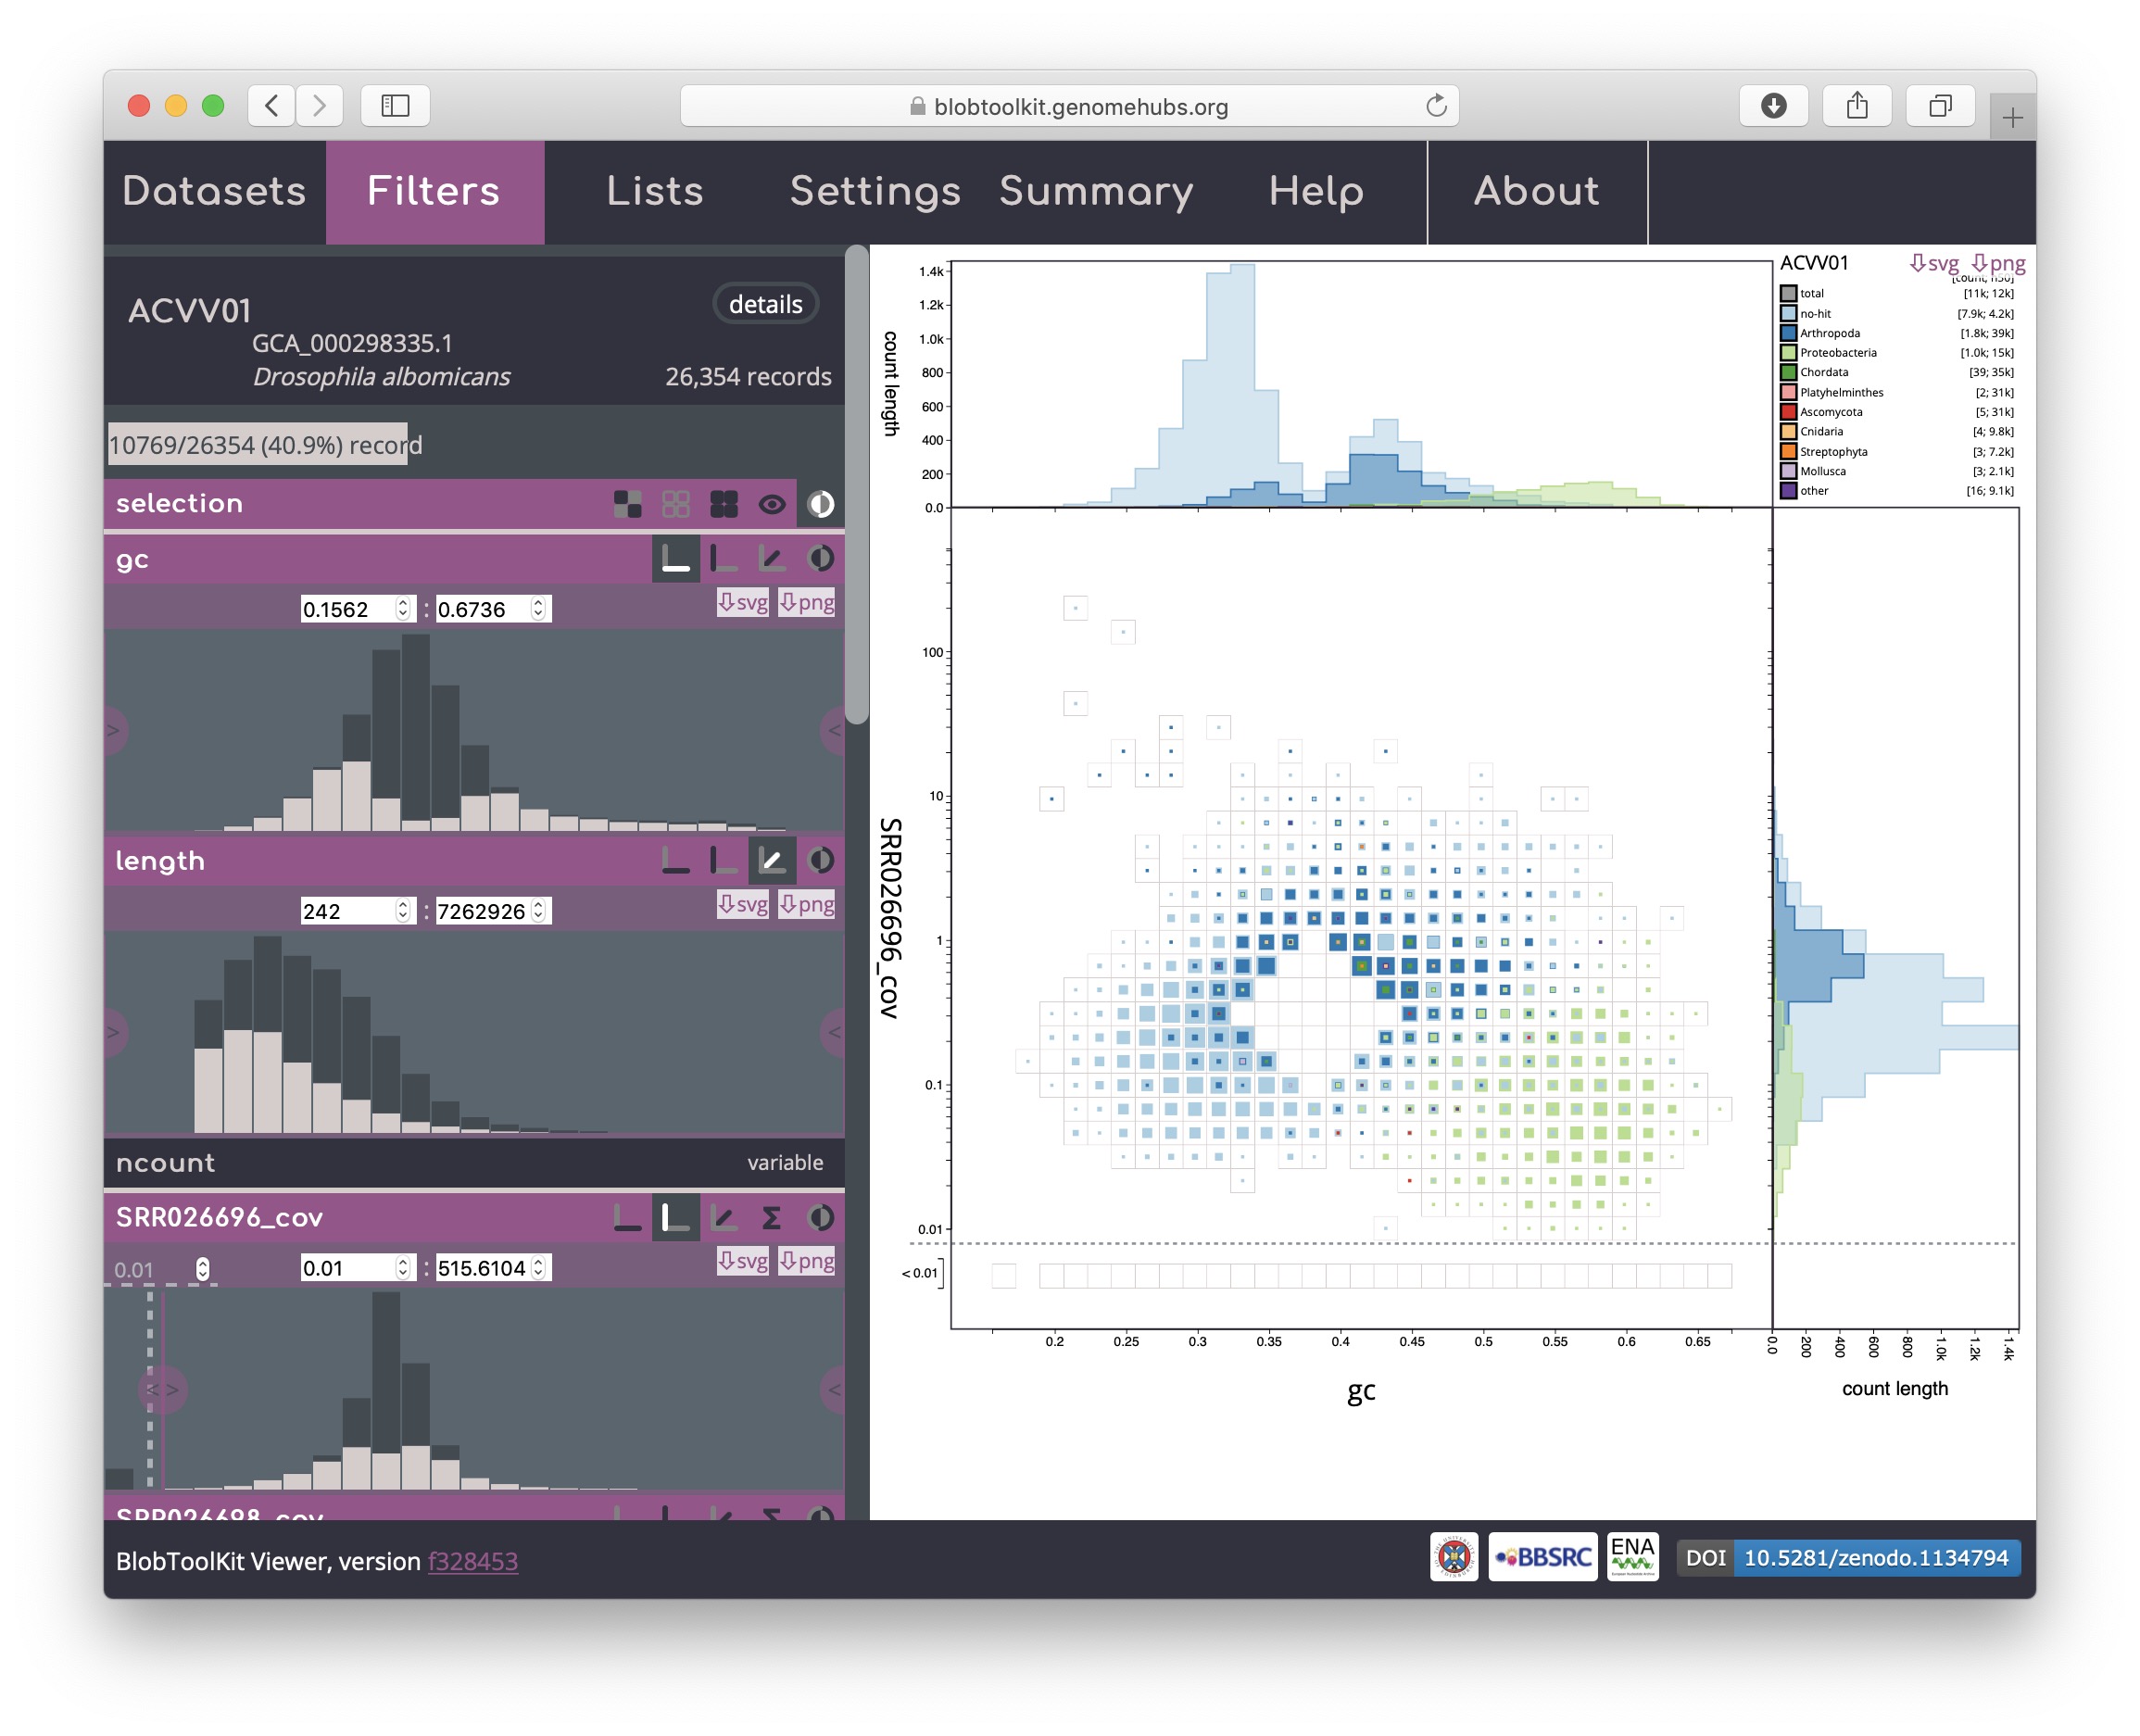 blobtoolkit.genomehubs.org
Datasets Filters Lists Settings Summary Help About
ACVV01
details
GCA_000298335.1
Drosophila albomicans 26,354 records
10769/26354 (40.9%) record
selection
gc
0.1562 : 0.6736
svg png
length
242 : 7262926
svg png
ncount variable
SRR026696_cov
0.01 0.01 : 515.6104
svg png
SRR026698_cov
1.4k
1.2k
1.0k
800
600
400
200
0.0
count length
ACVV01
svg png
[count; n50]
total [11k; 12k]
no-hit [7.9k; 4.2k]
Arthropoda [1.8k; 39k]
Proteobacteria [1.0k; 15k]
Chordata [39; 35k]
Platyhelminthes [2; 31k]
Ascomycota [5; 31k]
Cnidaria [4; 9.8k]
Streptophyta [3; 7.2k]
Mollusca [3; 2.1k]
other [16; 9.1k]
100
10
1
0.1
0.01
< 0.01
SRR026696_cov
0.2 0.25 0.3 0.35 0.4 0.45 0.5 0.55 0.6 0.65
gc
0.0 200 400 600 800 1.0k 1.2k 1.4k
count length
BlobToolKit Viewer, version f328453
BBSRC
ENA
DOI 10.5281/zenodo.1134794